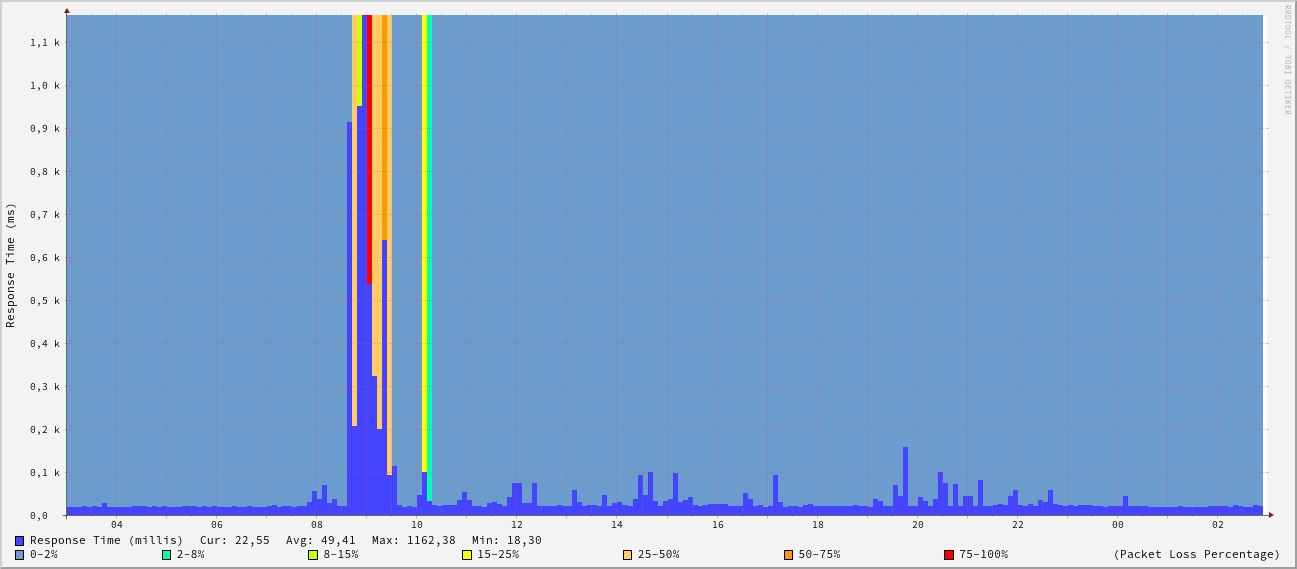 RRDTOOL / TOBI OETIKER
Response Time (ms)
1,1 k
1,0 k
0,9 k
0,8 k
0,7 k
0,6 k
0,5 k
0,4 k
0,3 k
0,2 k
0,1 k
0,0
04 06 08 10 12 14 16 18 20 22 00 02
Response Time (millis) Cur: 22,55 Avg: 49,41 Max: 1162,38 Min: 18,30
0-2% 2-8% 8-15% 15-25% 25-50% 50-75% 75-100% (Packet Loss Percentage)